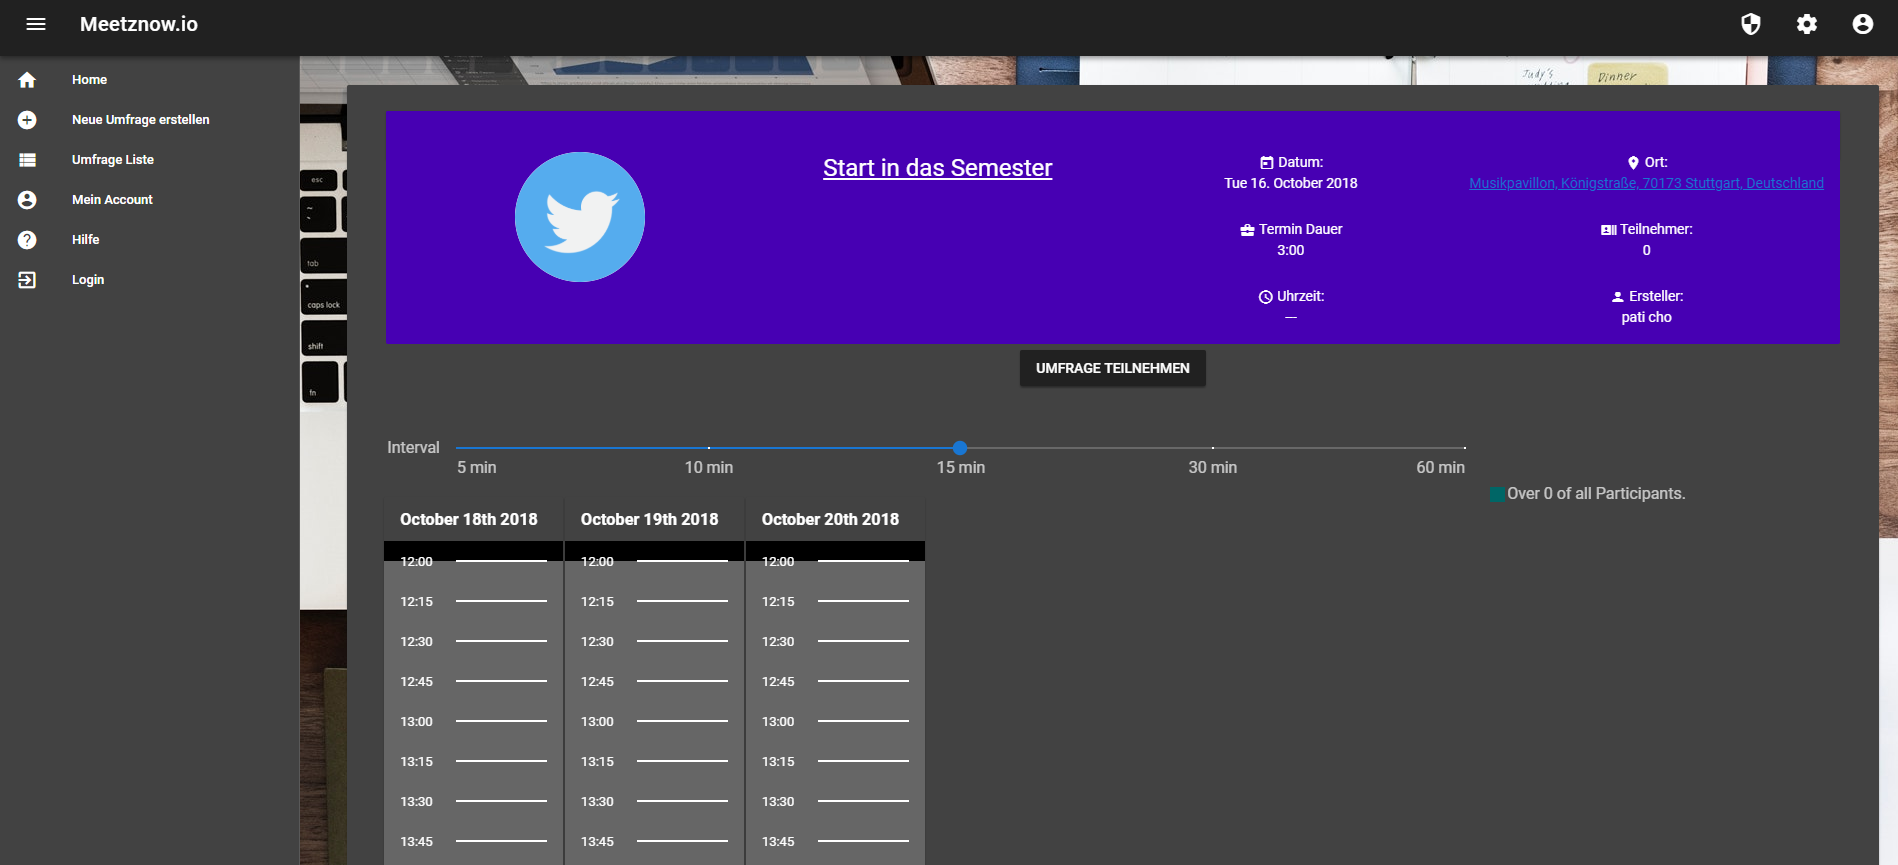 Meetznow.io
Home
Neue Umfrage erstellen
Umfrage Liste
Mein Account
Hilfe
Login
Judy's
Dinner
esc
tab
caps lock
shift
fn
Start in das Semester
Datum:
Tue 16. October 2018
Termin Dauer
3:00
Uhrzeit:
—
Ort:
Musikpavillon, Königstraße, 70173 Stuttgart, Deutschland
Teilnehmer:
0
Ersteller:
pati cho
UMFRAGE TEILNEHMEN
Interval
5 min 10 min 15 min 30 min 60 min
Over 0 of all Participants.
October 18th 2018 October 19th 2018 October 20th 2018
12:00 12:00 12:00
12:15 12:15 12:15
12:30 12:30 12:30
12:45 12:45 12:45
13:00 13:00 13:00
13:15 13:15 13:15
13:30 13:30 13:30
13:45 13:45 13:45